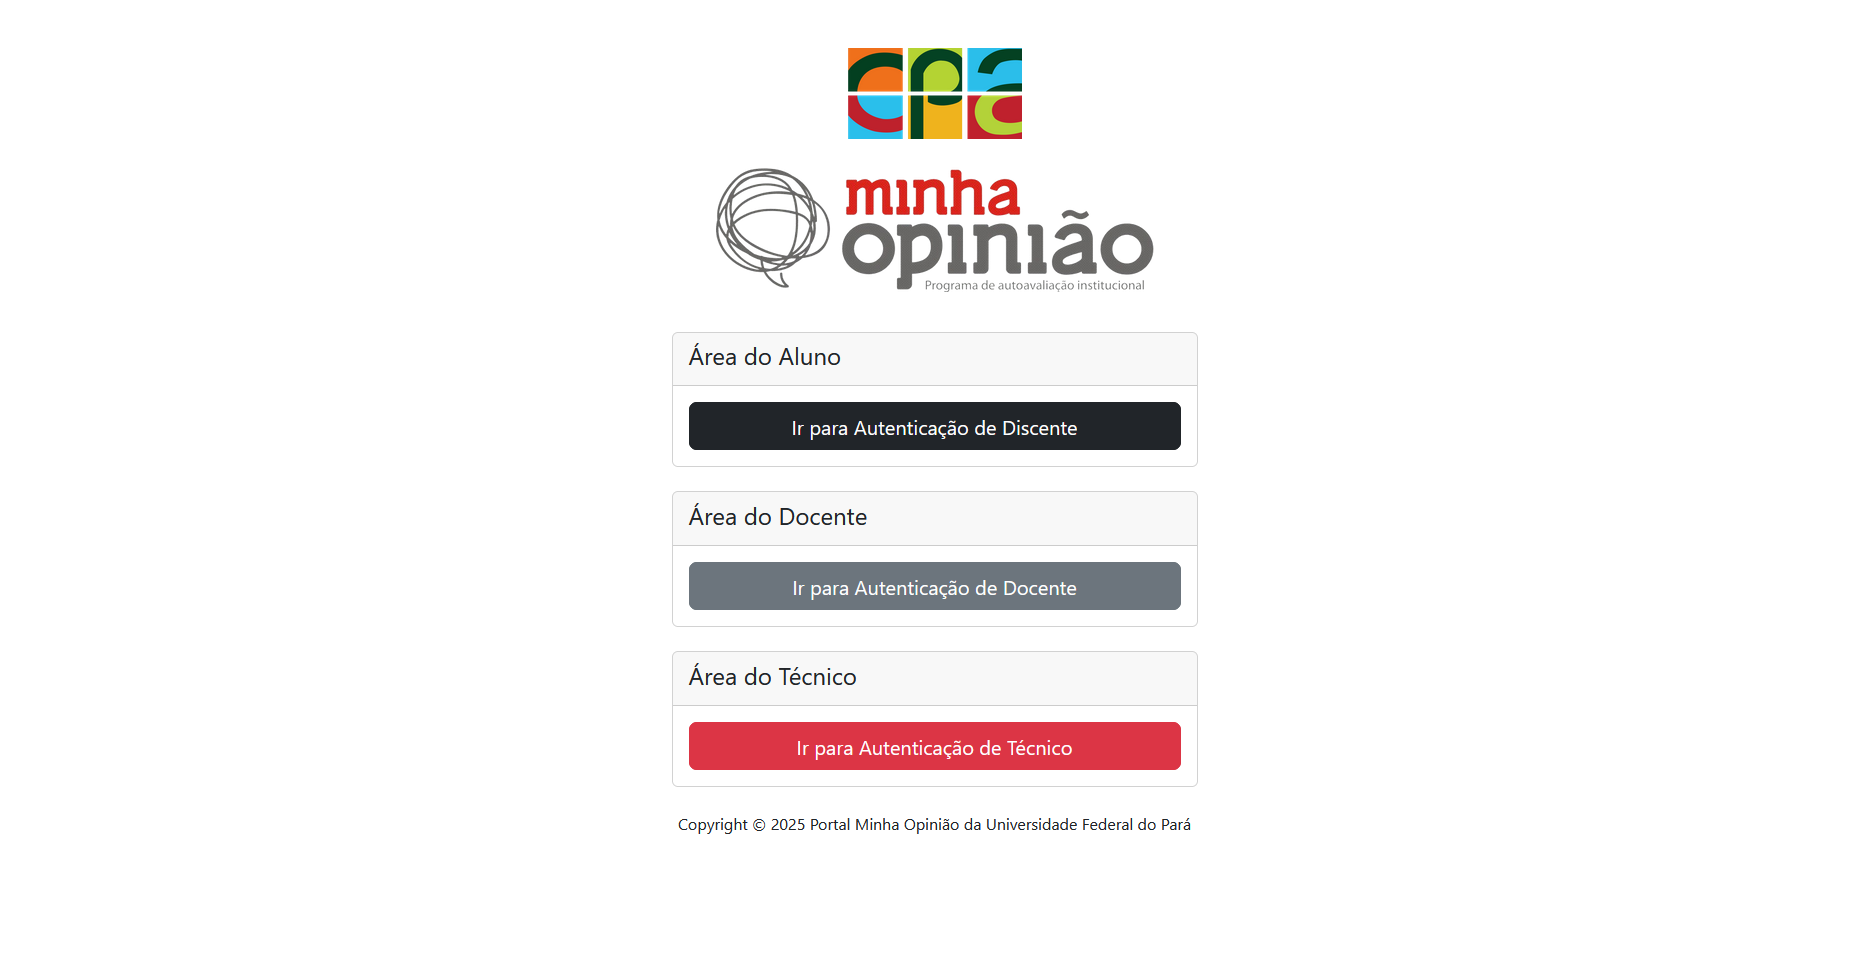 cpa
minha
opinião
Programa de autoavaliação institucional
Área do Aluno
Ir para Autenticação de Discente
Área do Docente
Ir para Autenticação de Docente
Área do Técnico
Ir para Autenticação de Técnico
Copyright © 2025 Portal Minha Opinião da Universidade Federal do Pará